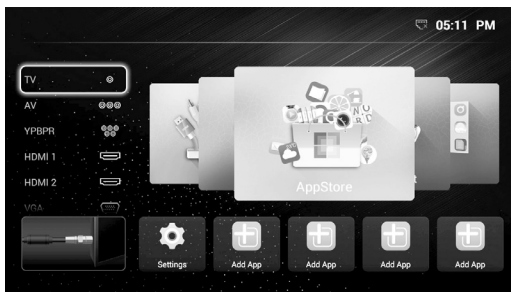 05:11 PM
TV
AV
YPBPR
HDMI 1
HDMI 2
VGA
AppStore
Settings
Add App
Add App
Add App
Add App